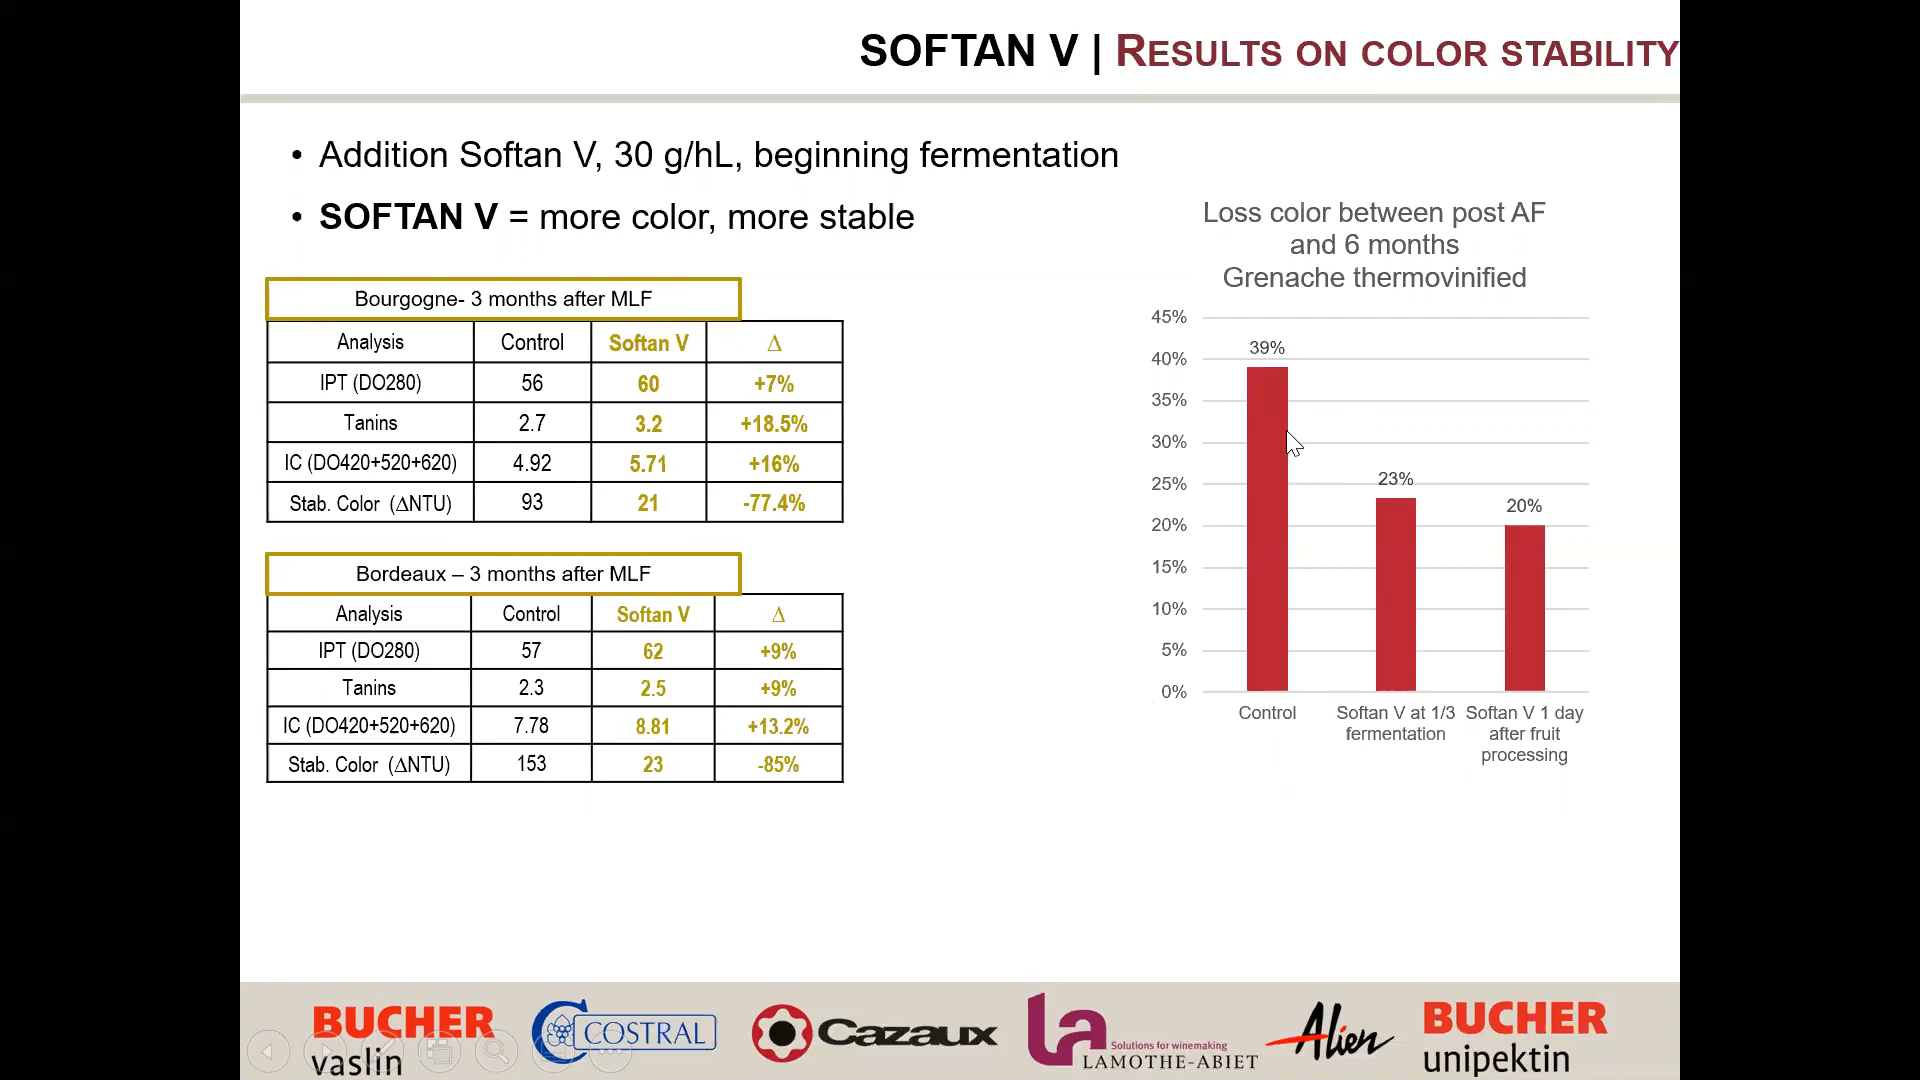 SOFTAN V | RESULTS ON COLOR STABILITY
• Addition Softan V, 30 g/hL, beginning fermentation
• SOFTAN V = more color, more stable
Bourgogne- 3 months after MLF
Analysis Control Softan V Δ
IPT (DO280) 56 60 +7%
Tanins 2.7 3.2 +18.5%
IC (DO420+520+620) 4.92 5.71 +16%
Stab. Color (ΔNTU) 93 21 -77.4%
Bordeaux – 3 months after MLF
Analysis Control Softan V Δ
IPT (DO280) 57 62 +9%
Tanins 2.3 2.5 +9%
IC (DO420+520+620) 7.78 8.81 +13.2%
Stab. Color (ΔNTU) 153 23 -85%
Loss color between post AF
and 6 months
Grenache thermovinified
45%
40%
35%
30%
25%
20%
15%
10%
5%
0%
39%
23%
20%
Control
Softan V at 1/3
fermentation
Softan V 1 day
after fruit
processing
BUCHER
vaslin
COSTRAL
Cazaux
La
Solutions for winemaking
LAMOTHE-ABIET
Alien
BUCHER
unipektin